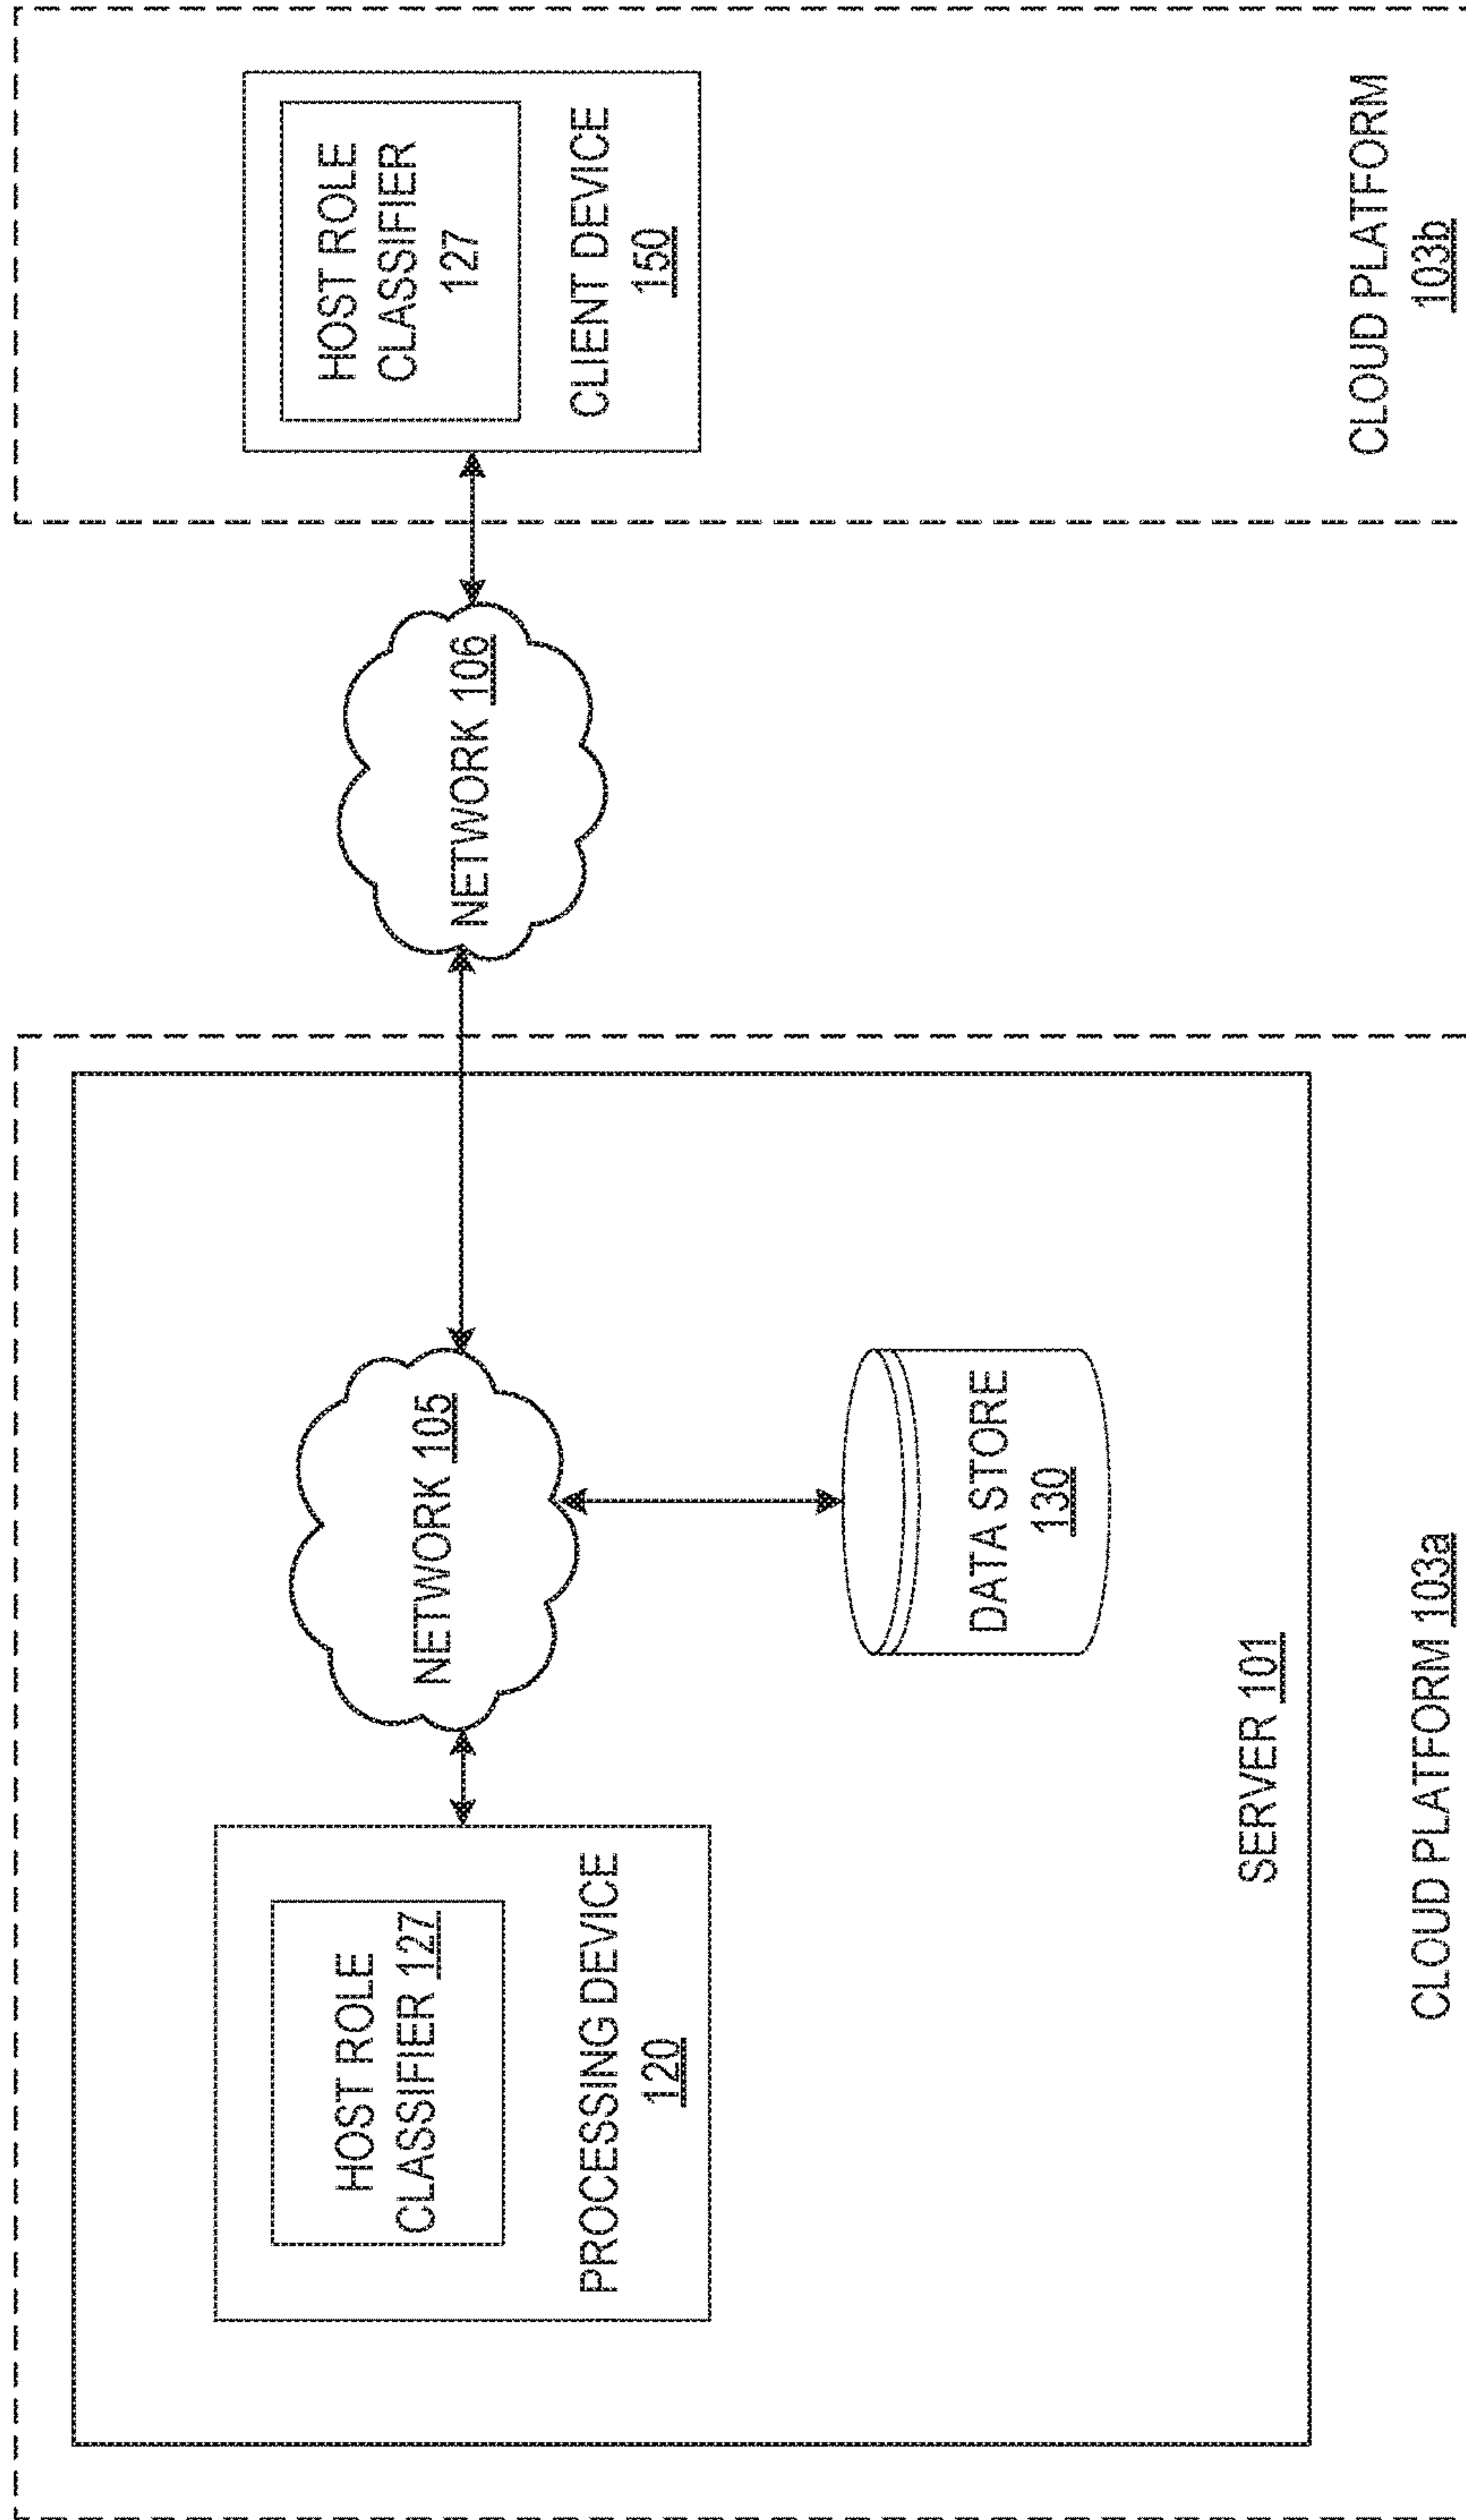 HOST ROLE
CLASSIFIER 127
PROCESSING DEVICE
120
NETWORK 105
DATA STORE
130
SERVER 101
CLOUD PLATFORM 103a
NETWORK 106
HOST ROLE
CLASSIFIER
127
CLIENT DEVICE
150
CLOUD PLATFORM
103b